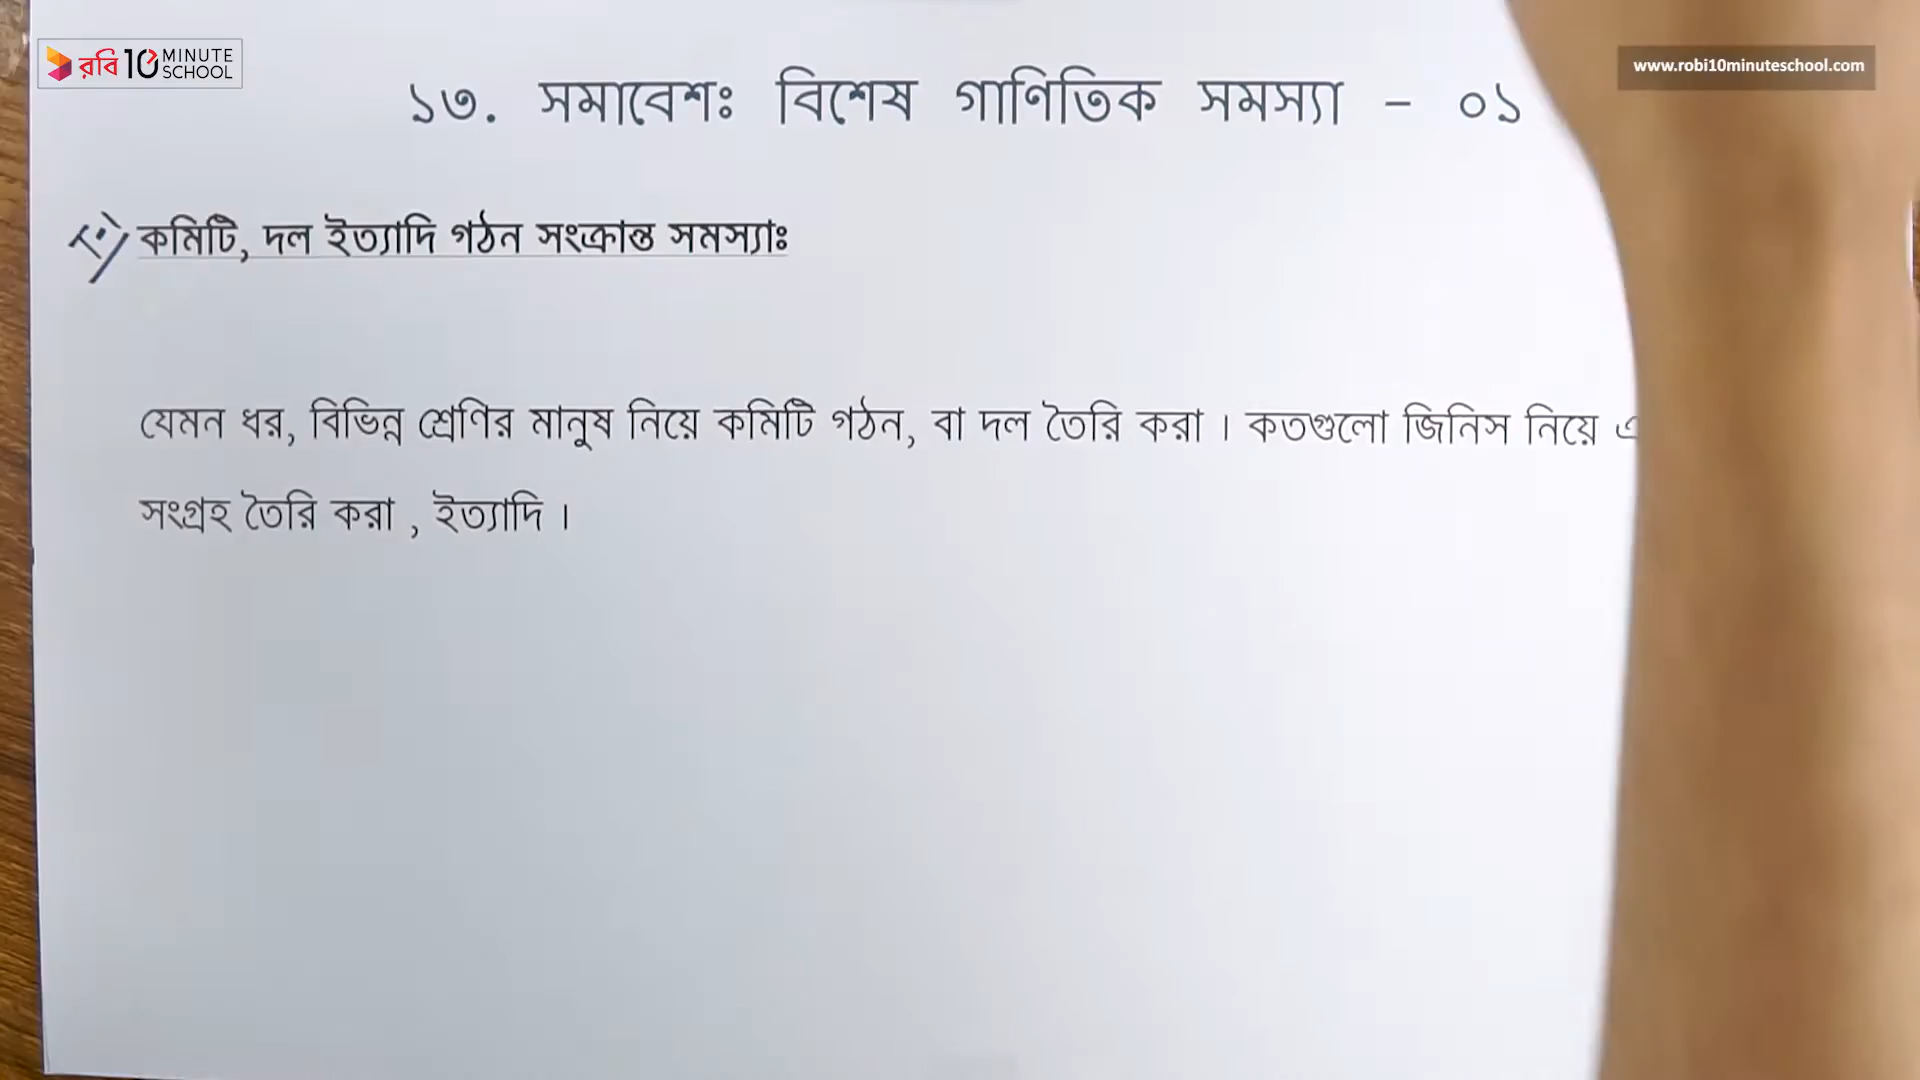 রবি 10 MINUTE SCHOOL
www.robi10minuteschool.com
১৩. সমাবেশঃ বিশেষ গাণিতিক সমস্যা - ০১
কমিটি, দল ইত্যাদি গঠন সংক্রান্ত সমস্যাঃ
যেমন ধর, বিভিন্ন শ্রেণির মানুষ নিয়ে কমিটি গঠন, বা দল তৈরি করা । কতগুলো জিনিস নিয়ে
সংগ্রহ তৈরি করা , ইত্যাদি ।